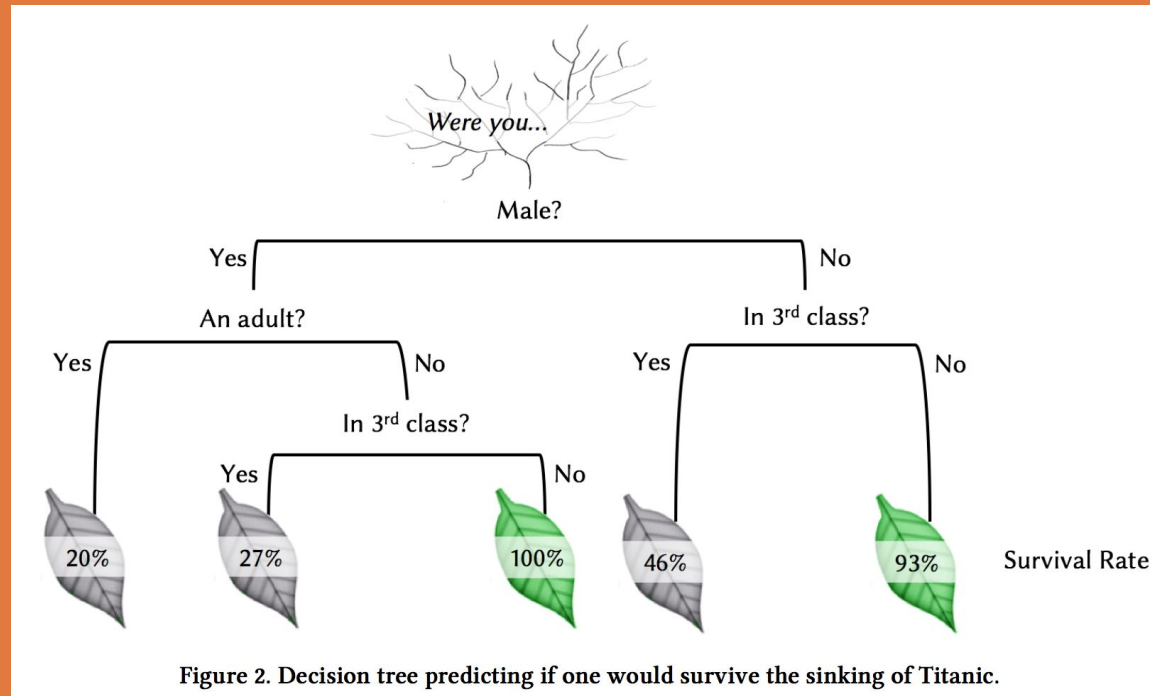 Were you...
Male?
Yes
No
An adult?
In 3rd class?
Yes
No
Yes
No
In 3rd class?
Yes
No
20%
27%
100%
46%
93%
Survival Rate
Figure 2. Decision tree predicting if one would survive the sinking of Titanic.